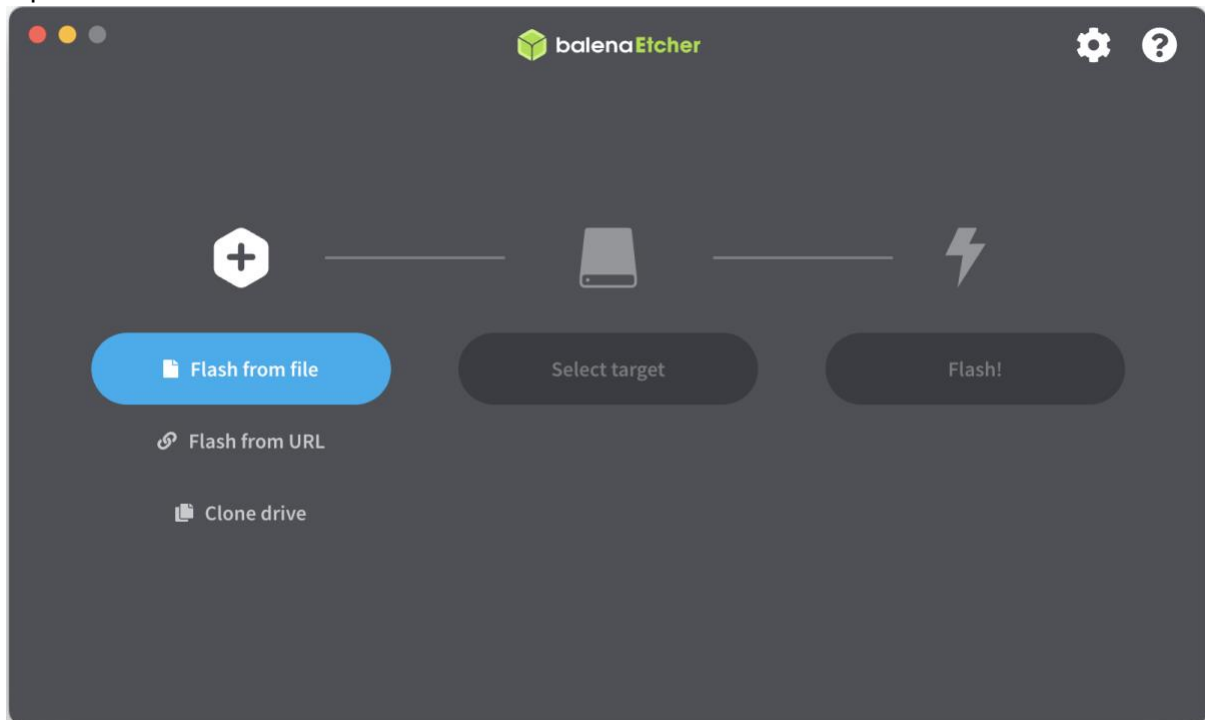 balenaEtcher
Flash from file
Select target
Flash!
Flash from URL
Clone drive